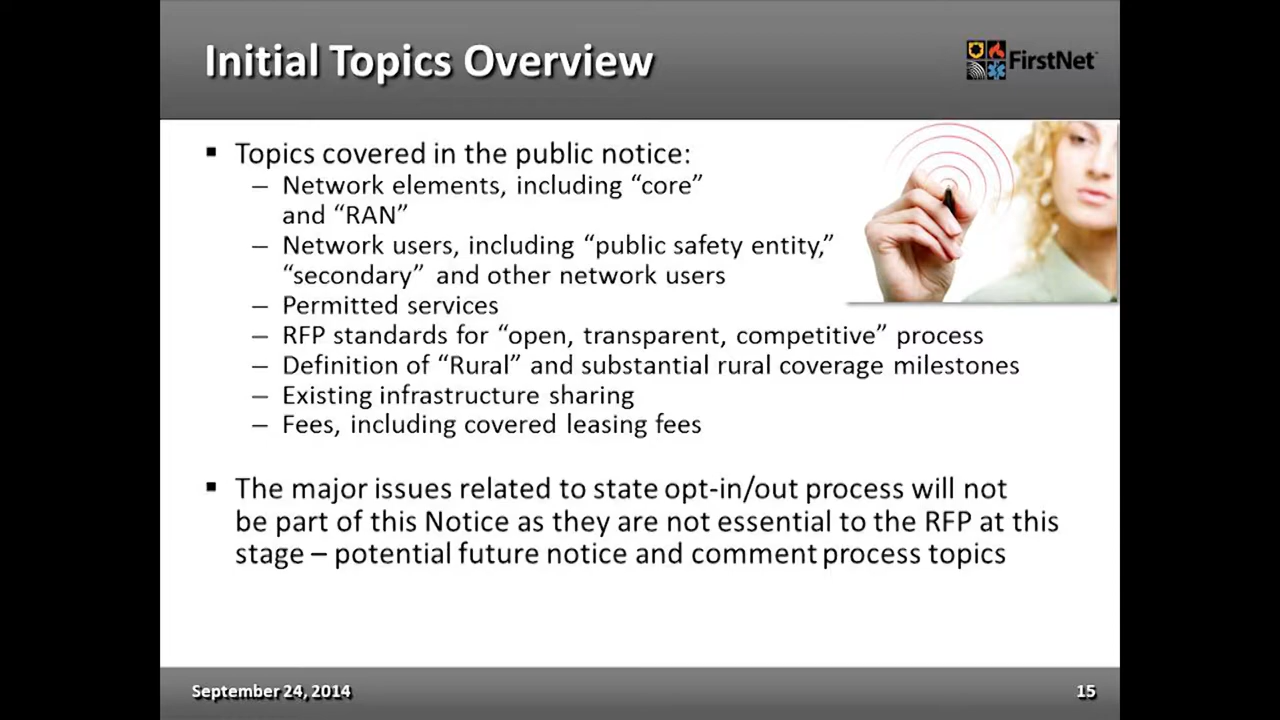 Initial Topics Overview
FirstNet
▪ Topics covered in the public notice:
– Network elements, including “core”
and “RAN”
– Network users, including “public safety entity,”
“secondary” and other network users
– Permitted services
– RFP standards for “open, transparent, competitive” process
– Definition of “Rural” and substantial rural coverage milestones
– Existing infrastructure sharing
– Fees, including covered leasing fees
▪ The major issues related to state opt-in/out process will not
be part of this Notice as they are not essential to the RFP at this
stage – potential future notice and comment process topics
September 24, 2014
15